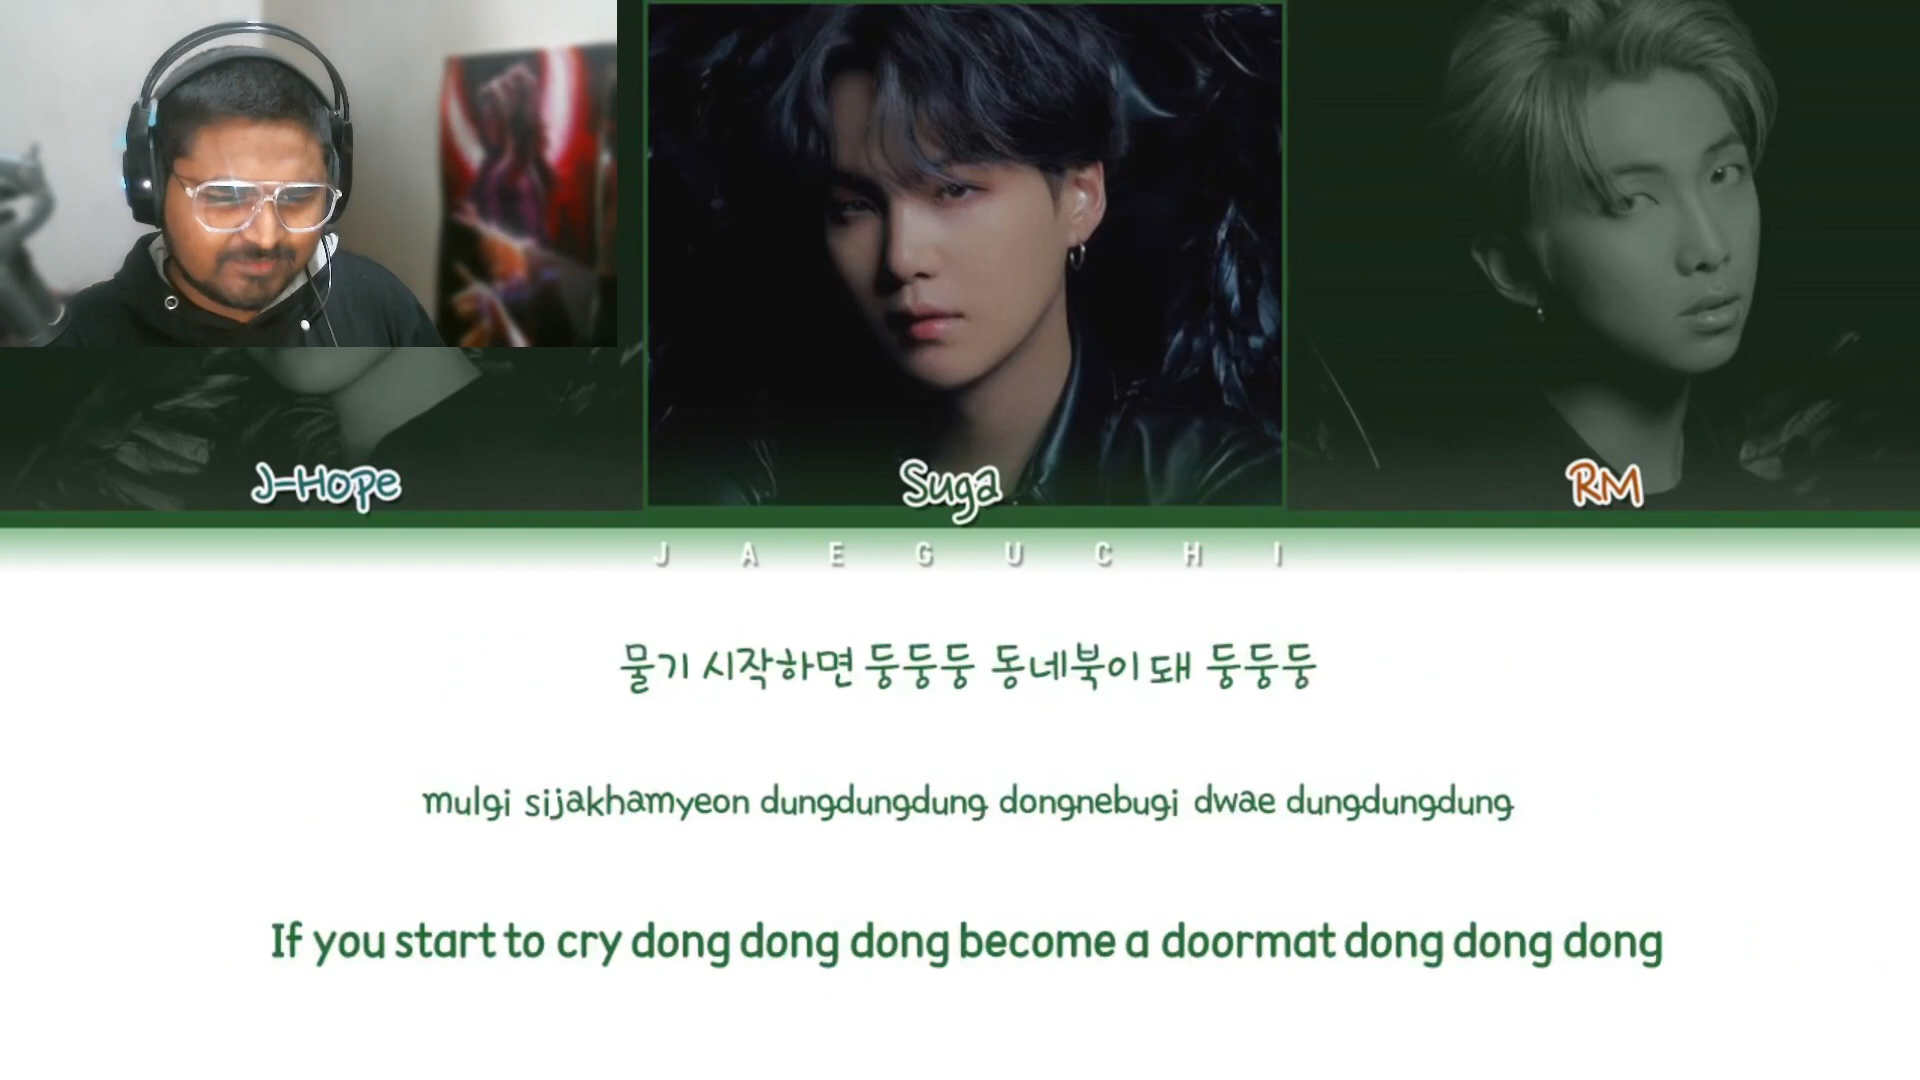 J-Hope
Suga
RM
JAEGUCHI
물기 시작하면 둥둥둥 동네북이 돼 둥둥둥
mulgi sijakhamyeon dungdungdung dongnebugi dwae dungdungdung
If you start to cry dong dong dong become a doormat dong dong dong